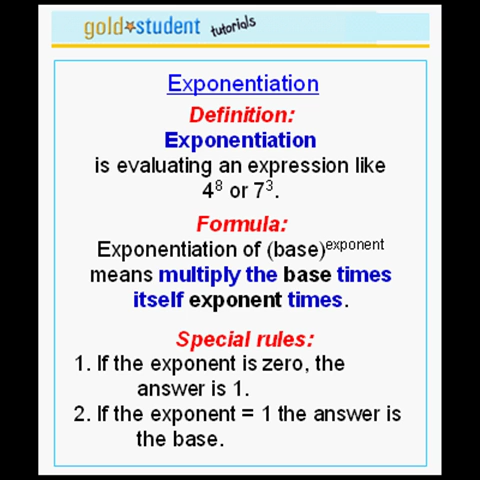 gold★student tutorials
Exponentiation
Definition:
Exponentiation
is evaluating an expression like
4⁸ or 7³.
Formula:
Exponentiation of (base)^exponent
means multiply the base times
itself exponent times.
Special rules:
1. If the exponent is zero, the
answer is 1.
2. If the exponent = 1 the answer is
the base.